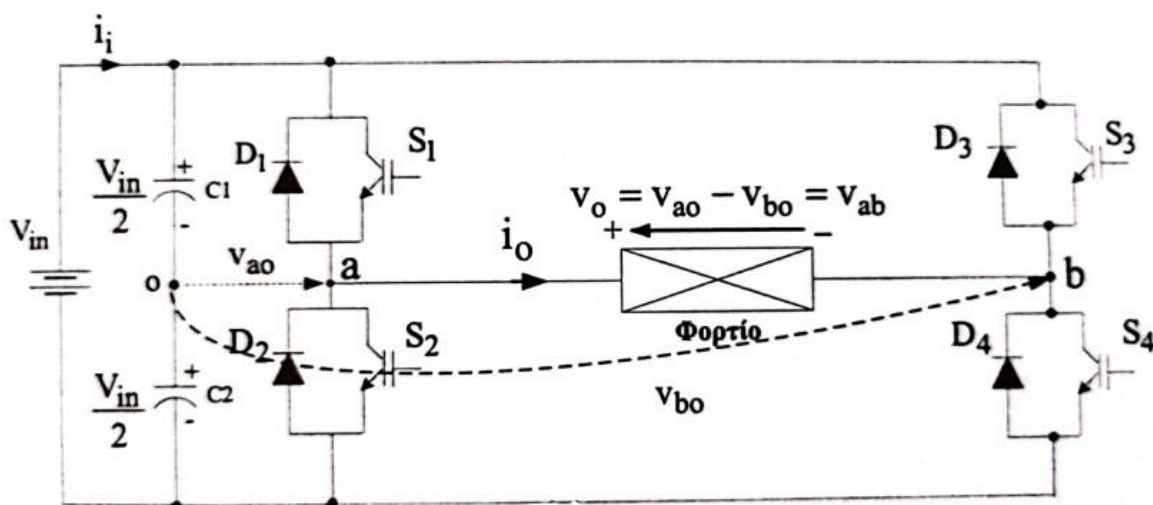 i_i
D_1
S_1
D_3
S_3
V_in/2
C1
+
-
v_o = v_ao - v_bo = v_ab
+
-
V_in
i_o
o
v_ao
a
b
Φορτίο
D_2
S_2
D_4
S_4
V_in/2
C2
+
-
v_bo